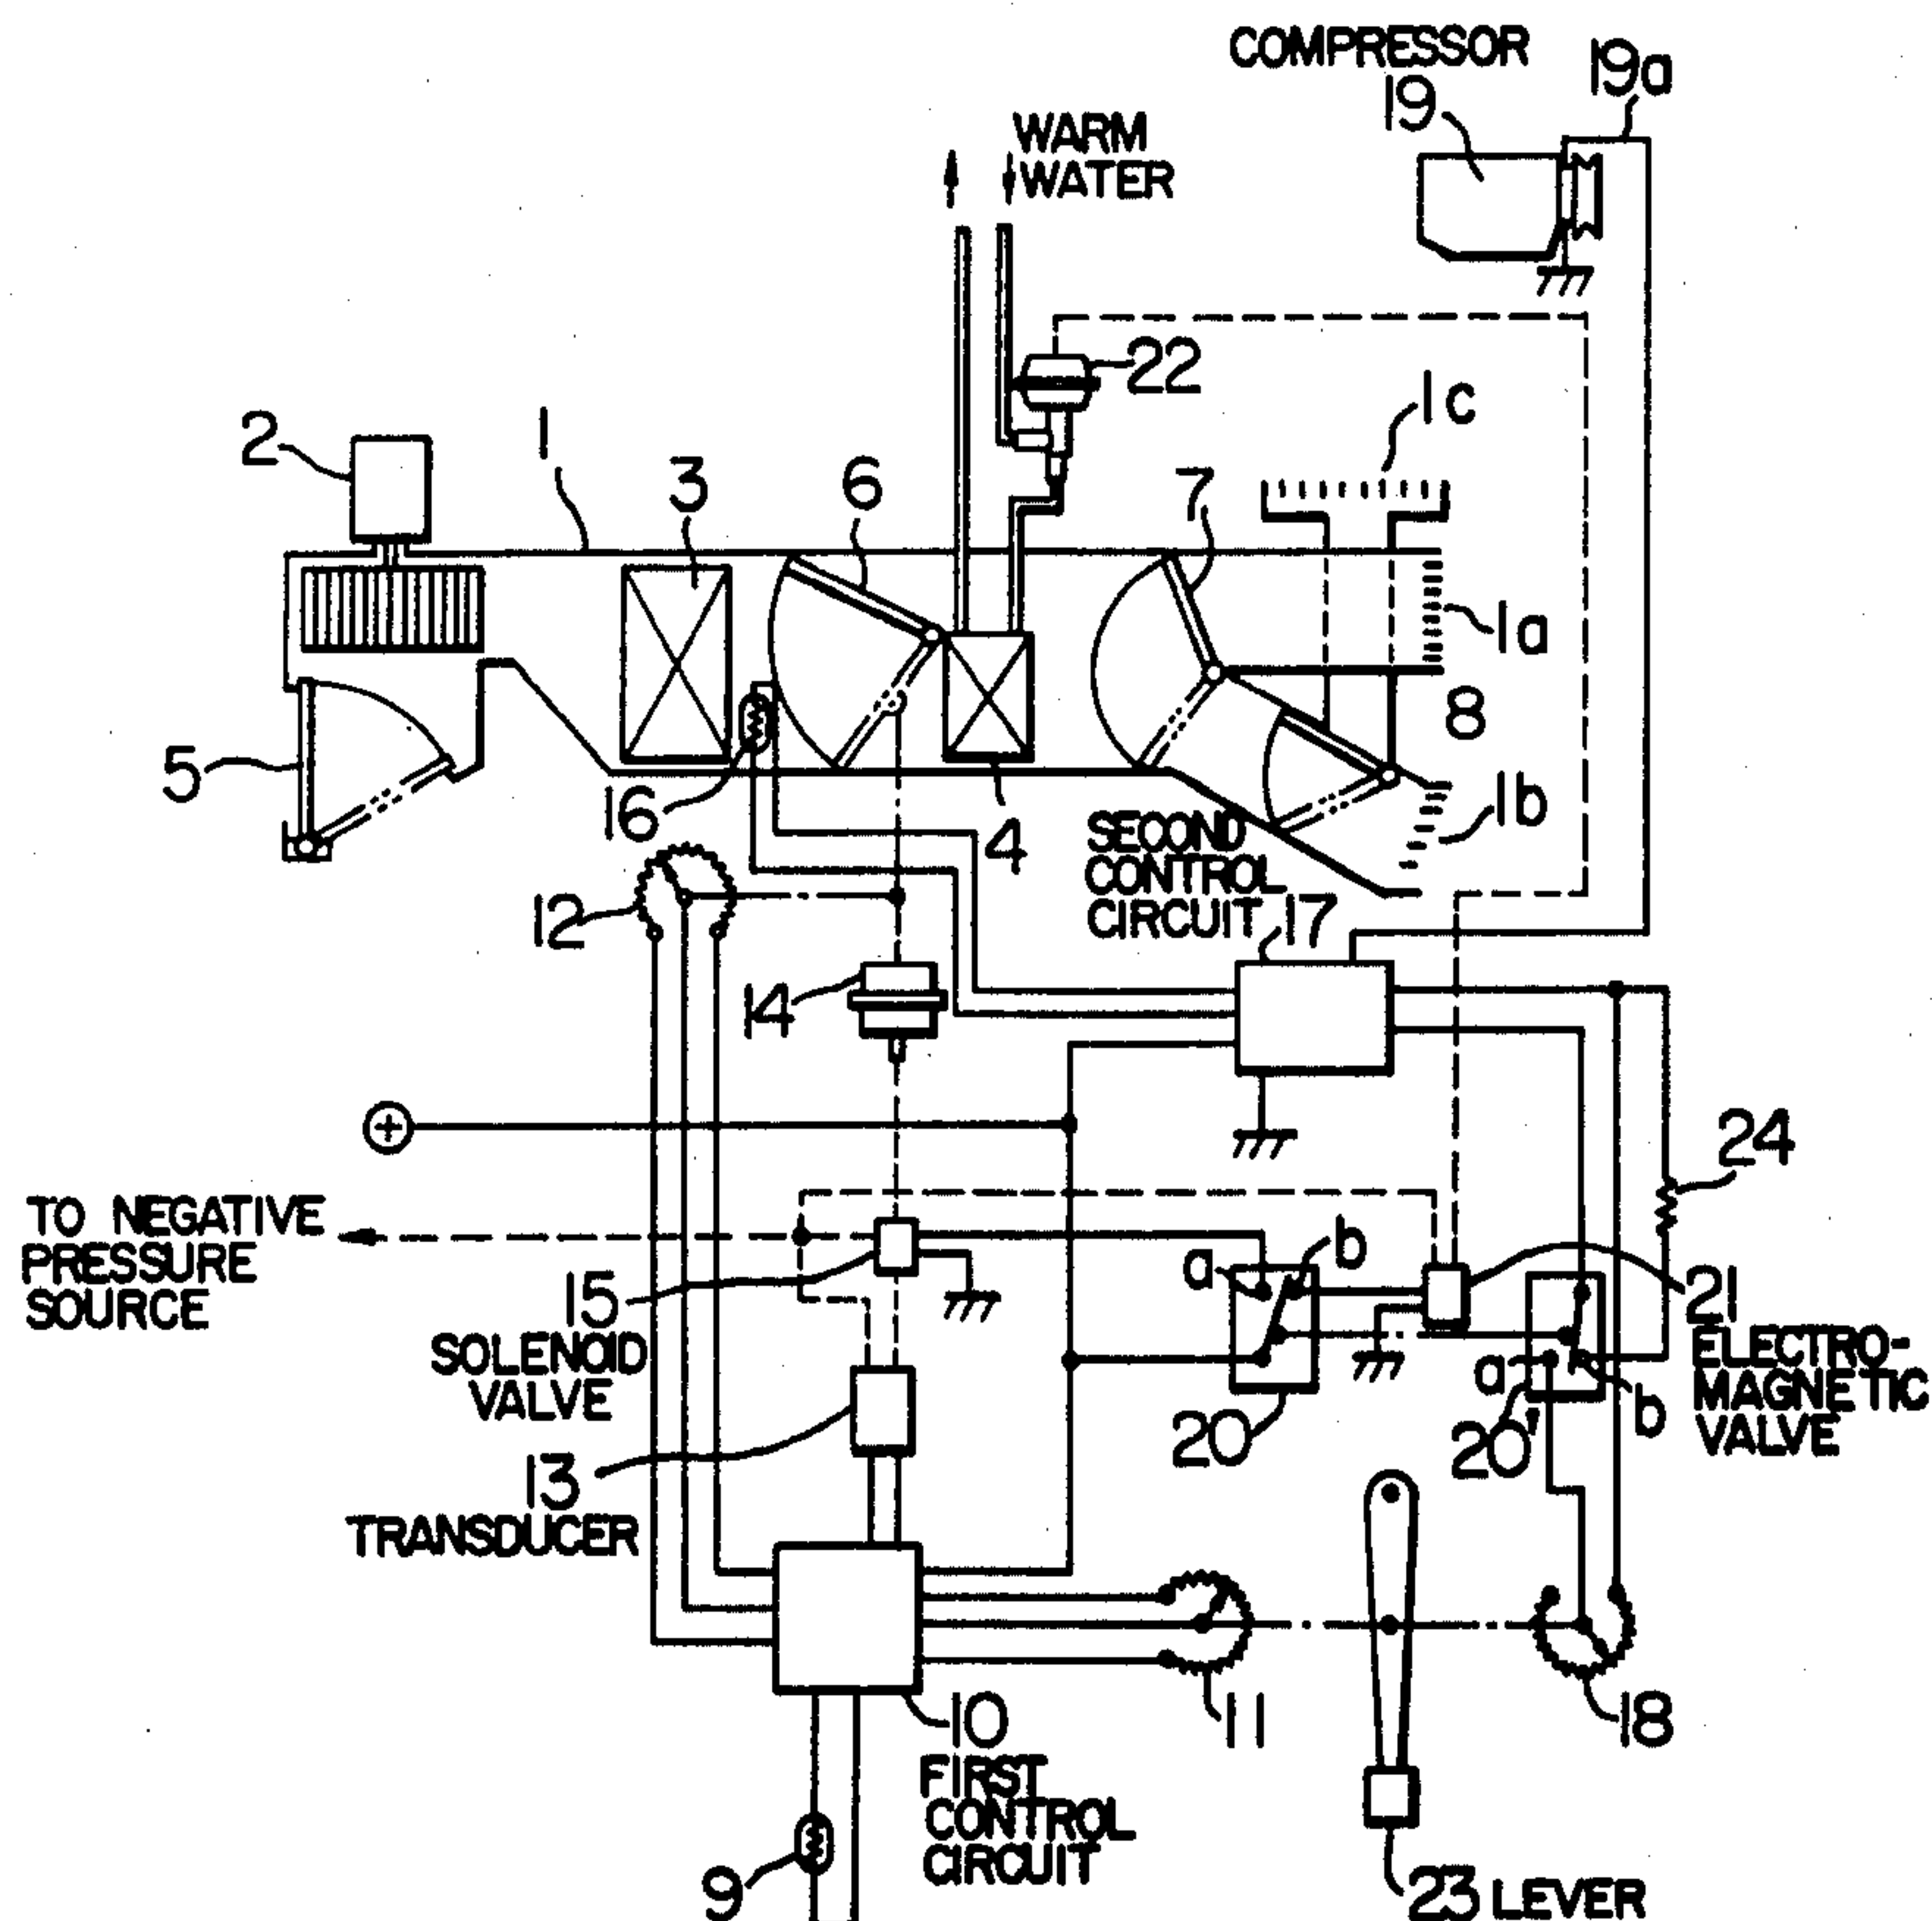 COMPRESSOR
19
19a
WARM
WATER
22
1c
2
1
3
6
7
1a
8
5
16
4
1b
SECOND
CONTROL
CIRCUIT 17
12
14
24
TO NEGATIVE
PRESSURE
SOURCE
a
b
15
SOLENOID
VALVE
21
ELECTRO-
MAGNETIC
VALVE
a
b
20
20'
13
TRANSDUCER
10
FIRST
CONTROL
CIRCUIT
11
18
9
23 LEVER